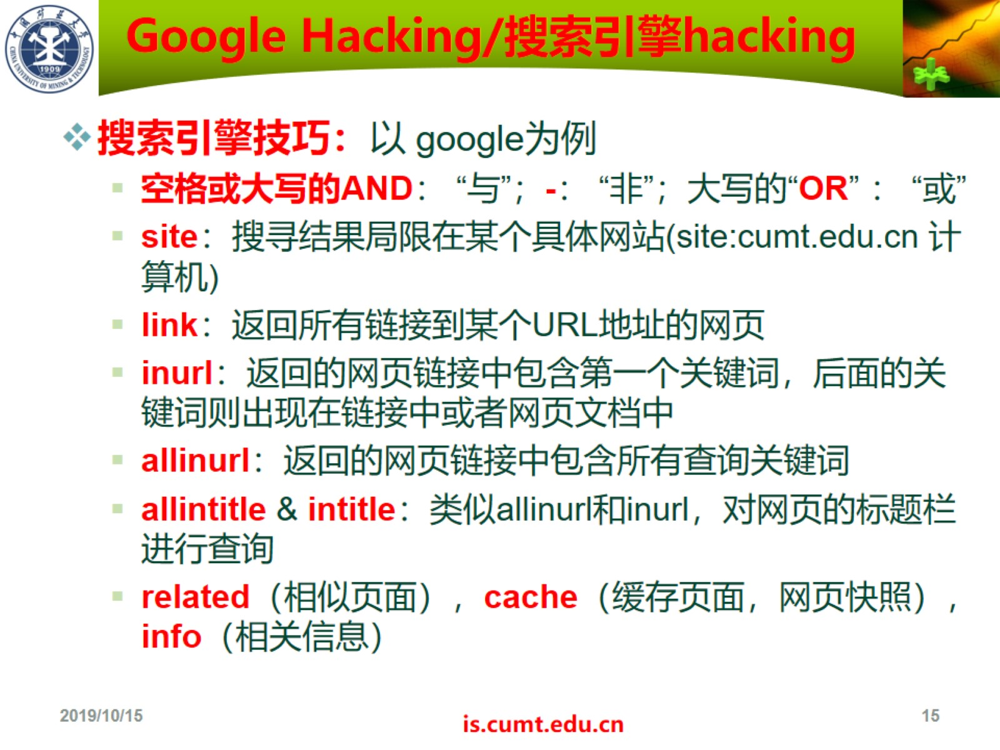 中国矿业大学
CHINA UNIVERSITY OF MINING & TECHNOLOGY
1909
Google Hacking/搜索引擎hacking
搜索引擎技巧：以 google为例
空格或大写的AND：“与”；-：“非”；大写的“OR”：“或”
site：搜寻结果局限在某个具体网站(site:cumt.edu.cn 计
算机)
link：返回所有链接到某个URL地址的网页
inurl：返回的网页链接中包含第一个关键词，后面的关
键词则出现在链接中或者网页文档中
allinurl：返回的网页链接中包含所有查询关键词
allintitle & intitle：类似allinurl和inurl，对网页的标题栏
进行查询
related（相似页面），cache（缓存页面，网页快照），
info（相关信息）
2019/10/15
is.cumt.edu.cn
15